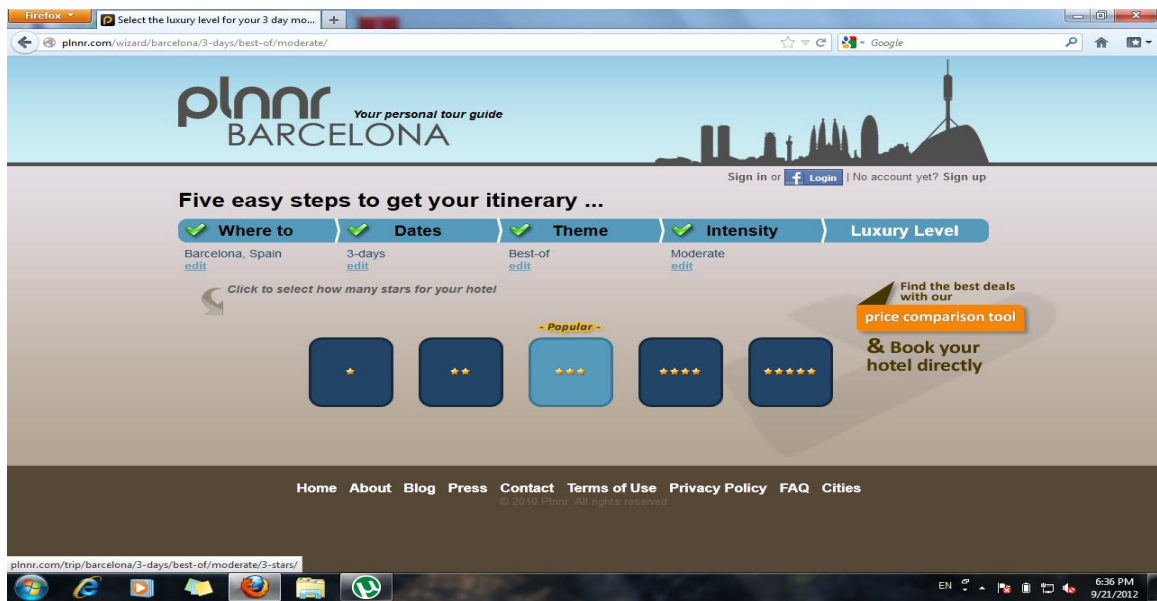 Firefox
Select the luxury level for your 3 day mo...
plnnr.com/wizard/barcelona/3-days/best-of/moderate/
Google
plnnr
BARCELONA
Your personal tour guide
Sign in or f Login | No account yet? Sign up
Five easy steps to get your itinerary ...
Where to Dates Theme Intensity Luxury Level
Barcelona, Spain 3-days Best-of Moderate
edit edit edit edit
Click to select how many stars for your hotel
Find the best deals
with our
price comparison tool
& Book your
hotel directly
- Popular -
Home About Blog Press Contact Terms of Use Privacy Policy FAQ Cities
© 2010 Plnnr. All rights reserved
plnnr.com/trip/barcelona/3-days/best-of/moderate/3-stars/
EN
6:36 PM
9/21/2012